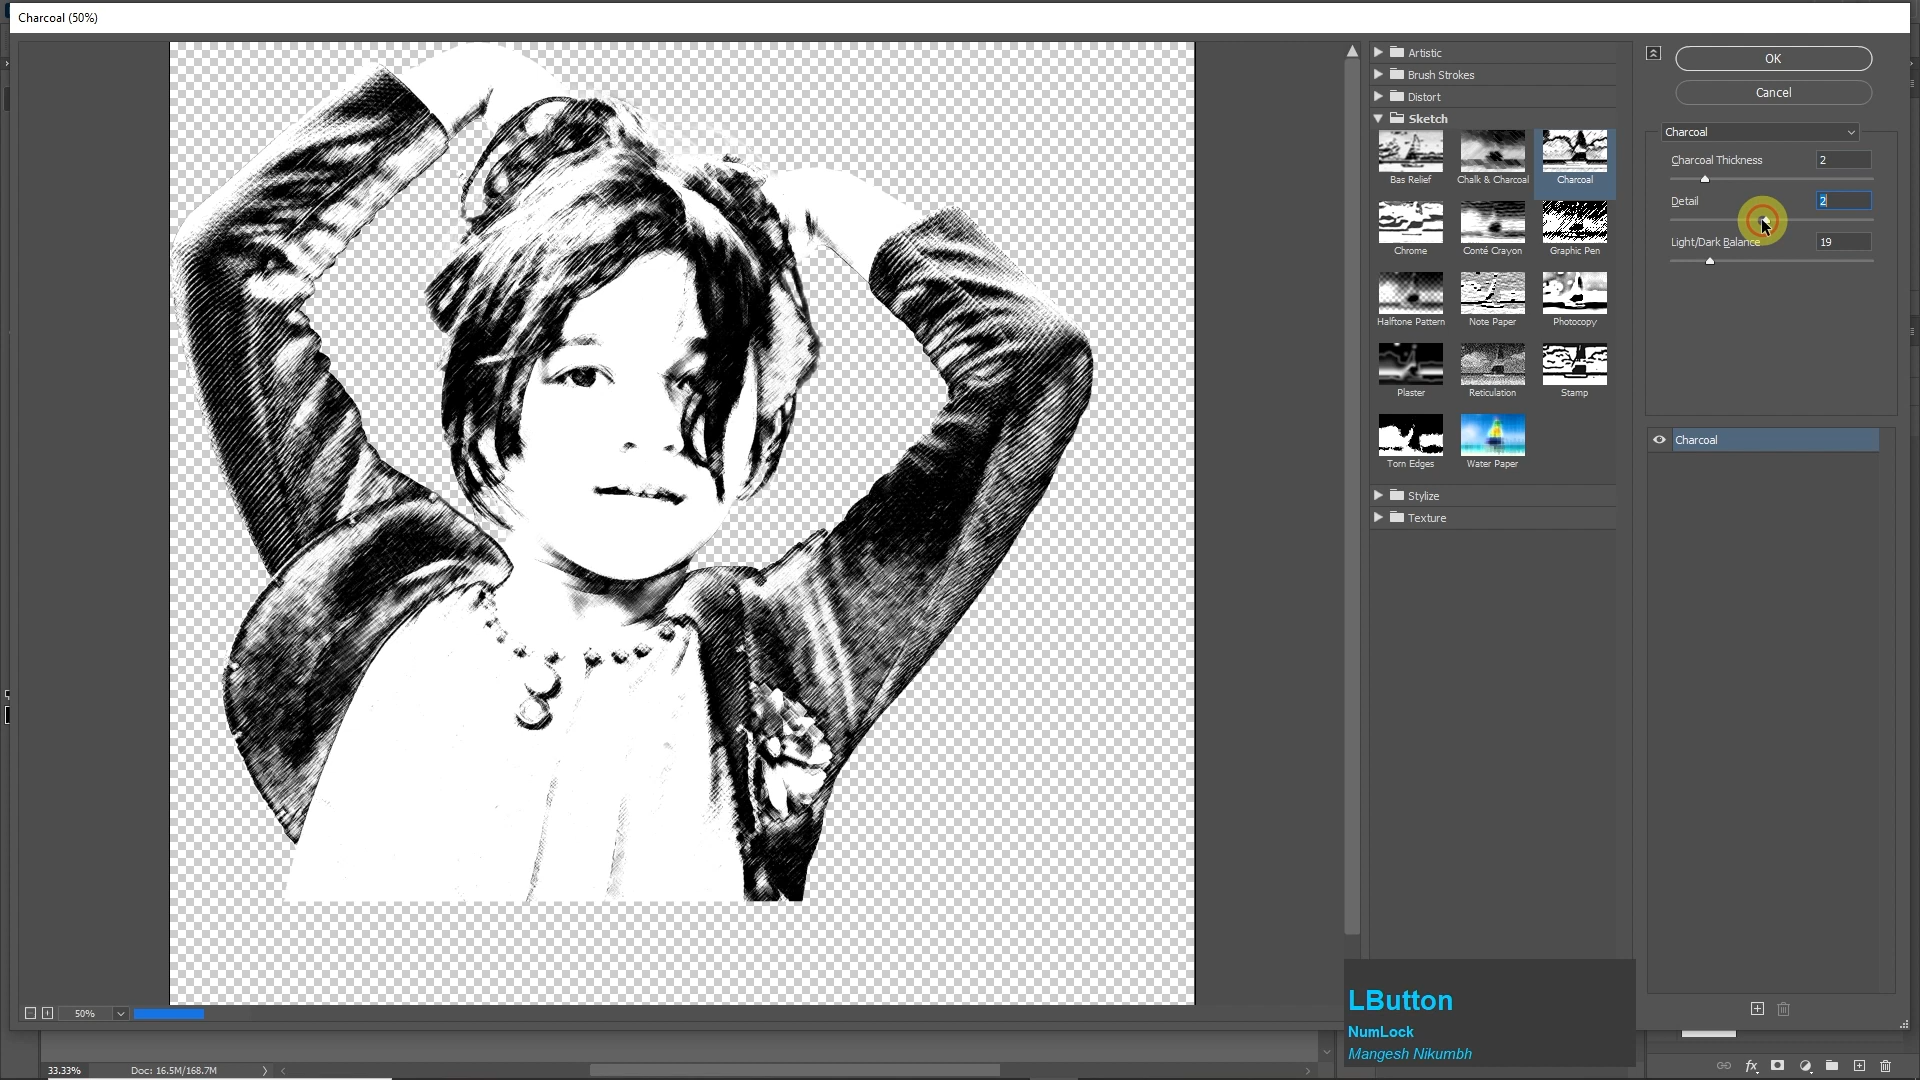 Charcoal (50%)
Artistic
Brush Strokes
Distort
Sketch
Bas Relief
Chalk & Charcoal
Charcoal
Chrome
Conté Crayon
Graphic Pen
Halftone Pattern
Note Paper
Photocopy
Plaster
Reticulation
Stamp
Torn Edges
Water Paper
Stylize
Texture
OK
Cancel
Charcoal
Charcoal Thickness
2
Detail
2
Light/Dark Balance
19
Charcoal
50%
LButton
NumLock
Mangesh Nikumbh
33.33%
Doc: 16.5M/168.7M
fx